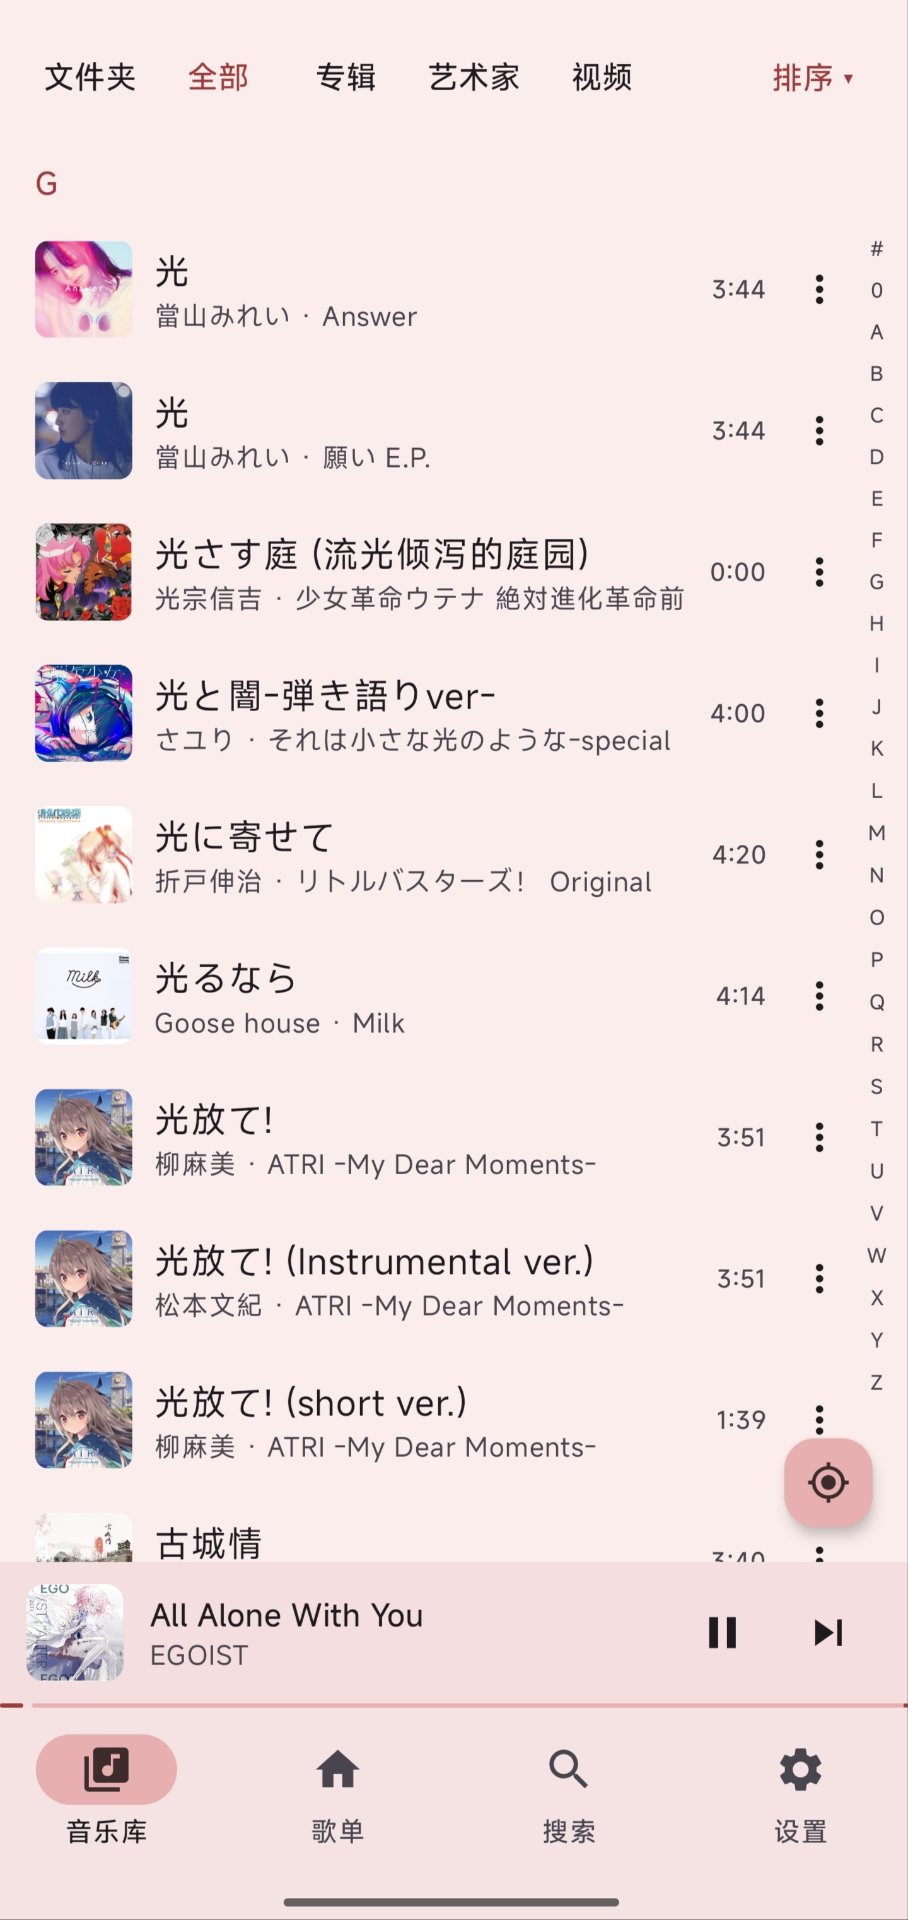 文件夹 全部 专辑 艺术家 视频 排序 ▾
G
光
當山みれい · Answer
3:44
光
當山みれい · 願い E.P.
3:44
光さす庭 (流光倾泻的庭园)
光宗信吉 · 少女革命ウテナ 絶対進化革命前
0:00
光と闇-弾き語りver-
さユり · それは小さな光のような-special
4:00
光に寄せて
折戸伸治 · リトルバスターズ！ Original
4:20
Milk
光るなら
Goose house · Milk
4:14
光放て!
柳麻美 · ATRI -My Dear Moments-
3:51
光放て! (Instrumental ver.)
松本文紀 · ATRI -My Dear Moments-
3:51
光放て! (short ver.)
柳麻美 · ATRI -My Dear Moments-
1:39
古城情
3:40
#
0
A
B
C
D
E
F
G
H
I
J
K
L
M
N
O
P
Q
R
S
T
U
V
W
X
Y
Z
All Alone With You
EGOIST
音乐库 歌单 搜索 设置